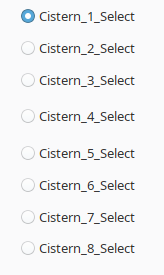 Cistern_1_Select
Cistern_2_Select
Cistern_3_Select
Cistern_4_Select
Cistern_5_Select
Cistern_6_Select
Cistern_7_Select
Cistern_8_Select